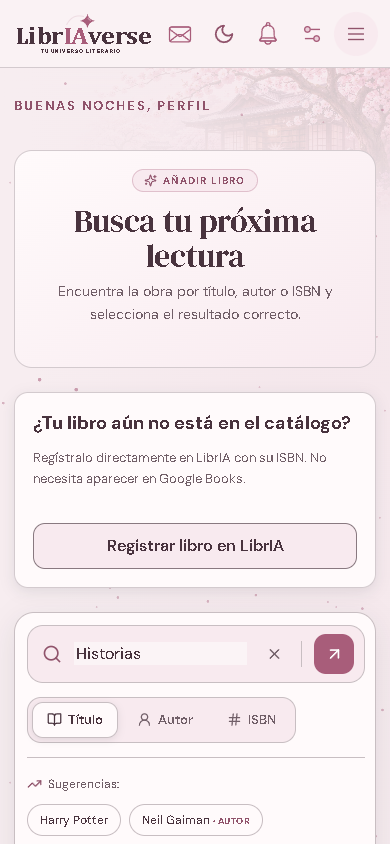 LibrIAverse
TU UNIVERSO LITERARIO
BUENAS NOCHES, PERFIL
AÑADIR LIBRO
Busca tu próxima
lectura
Encuentra la obra por título, autor o ISBN y
selecciona el resultado correcto.
¿Tu libro aún no está en el catálogo?
Regístralo directamente en LibrIA con su ISBN. No
necesita aparecer en Google Books.
Registrar libro en LibrIA
Historias
Título Autor ISBN
Sugerencias:
Harry Potter Neil Gaiman · AUTOR